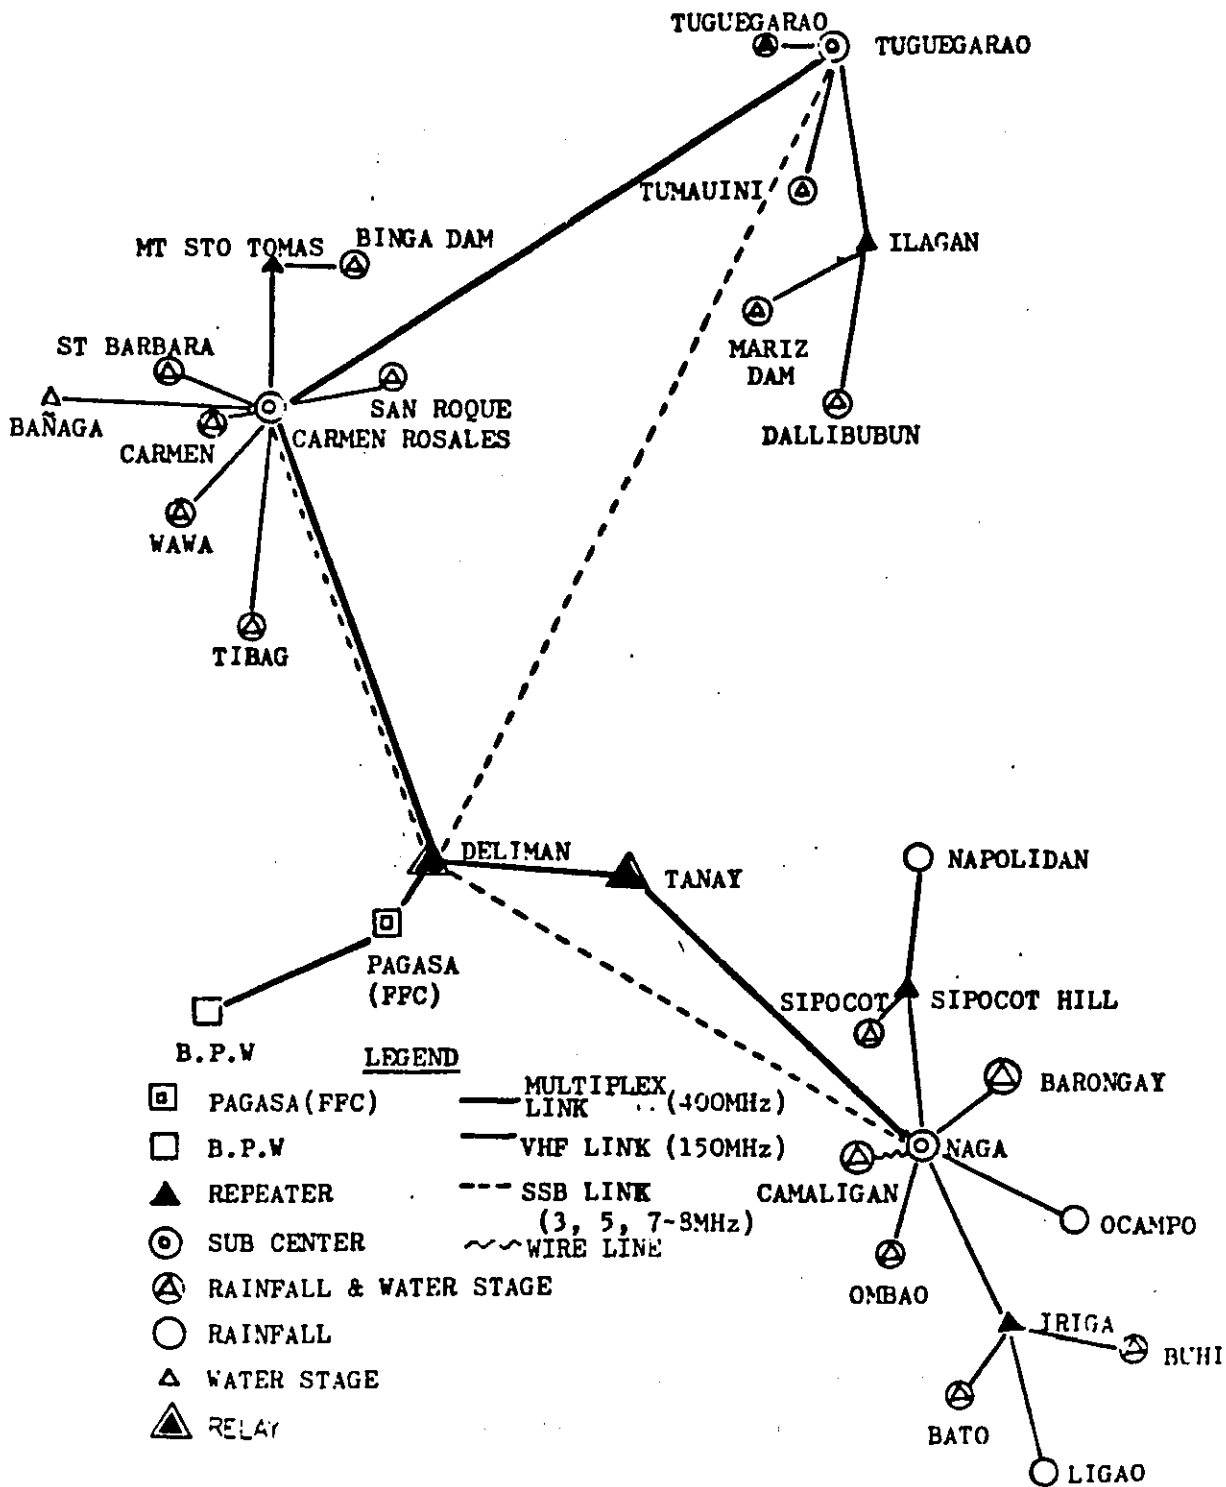 TUGUEGARAO
TUGUEGARAO
TUMAUINI
ILAGAN
MT STO TOMAS
BINGA DAM
MARIZ
DAM
ST BARBARA
BAÑAGA
SAN ROQUE
CARMEN
CARMEN ROSALES
DALLIBUBUN
WAWA
TIBAG
DELIMAN
TANAY
NAPOLIDAN
PAGASA
(FFC)
SIPOCOT
SIPOCOT HILL
B.P.W
LEGEND
PAGASA(FFC)
MULTIPLEX
LINK (400MHz)
BARONGAY
B.P.W
VHF LINK (150MHz)
NAGA
REPEATER
SSB LINK
(3, 5, 7-8MHz)
CAMALIGAN
SUB CENTER
WIRE LINE
OCAMPO
RAINFALL & WATER STAGE
OMBAO
RAINFALL
IRIGA
BUHI
WATER STAGE
RELAY
BATO
LIGAO